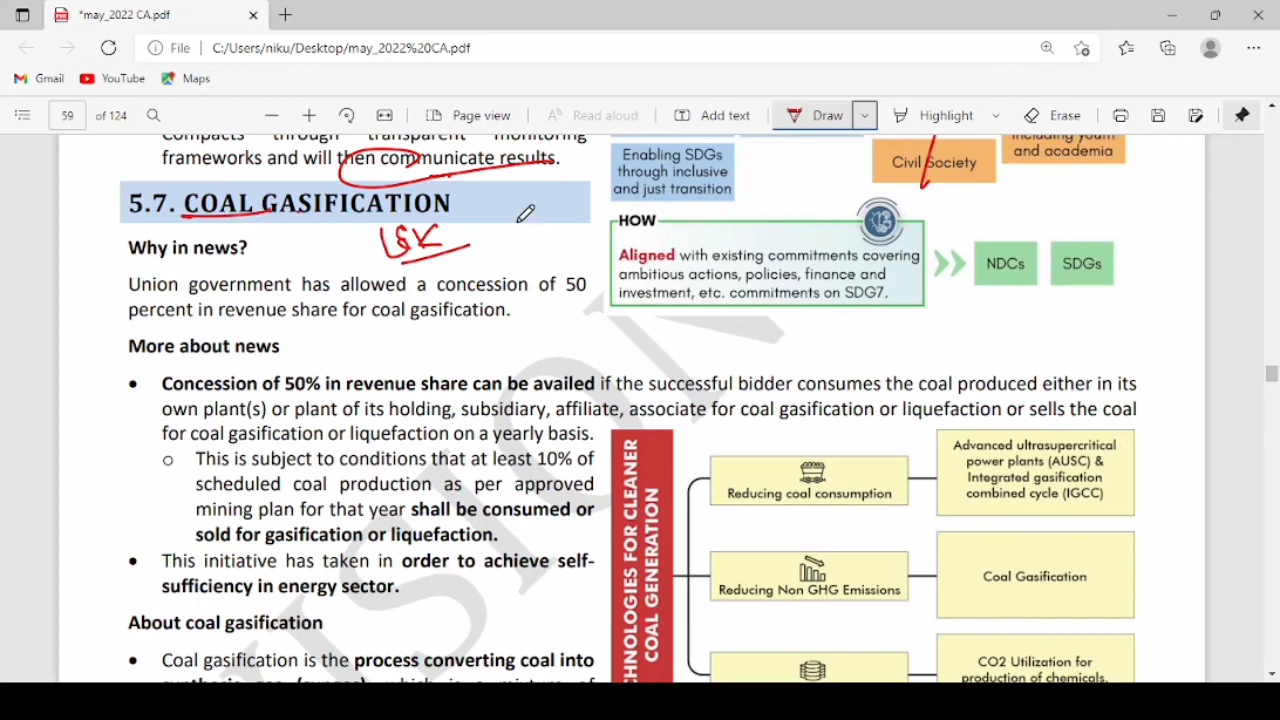 *may_2022 CA.pdf
File
C:/Users/niku/Desktop/may_2022%20CA.pdf
Gmail
YouTube
Maps
59
of 124
Page view
Read aloud
Add text
Draw
Highlight
Erase
Compacts through transparent monitoring
frameworks and will then communicate results.
5.7. COAL GASIFICATION
Why in news?
Union government has allowed a concession of 50
percent in revenue share for coal gasification.
More about news
Enabling SDGs
through inclusive
and just transition
Civil Society
including youth
and academia
HOW
Aligned with existing commitments covering
ambitious actions, policies, finance and
investment, etc. commitments on SDG7.
NDCs
SDGs
• Concession of 50% in revenue share can be availed if the successful bidder consumes the coal produced either in its
own plant(s) or plant of its holding, subsidiary, affiliate, associate for coal gasification or liquefaction or sells the coal
for coal gasification or liquefaction on a yearly basis.
o This is subject to conditions that at least 10% of
scheduled coal production as per approved
mining plan for that year shall be consumed or
sold for gasification or liquefaction.
• This initiative has taken in order to achieve self-
sufficiency in energy sector.
About coal gasification
• Coal gasification is the process converting coal into
COAL GENERATION
Reducing coal consumption
Advanced ultrasupercritical
power plants (AUSC) &
Integrated gasification
combined cycle (IGCC)
Reducing Non GHG Emissions
Coal Gasification
CO2 Utilization for
production of chemicals,
VISION